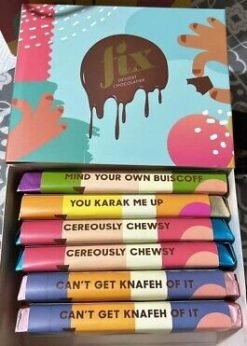 fix
DESSERT
CHOCOLATIER
MIND YOUR OWN BUISCOFF
YOU KARAK ME UP
CEREOUSLY CHEWSY
CEREOUSLY CHEWSY
CAN'T GET KNAFEH OF IT
CAN'T GET KNAFEH OF IT